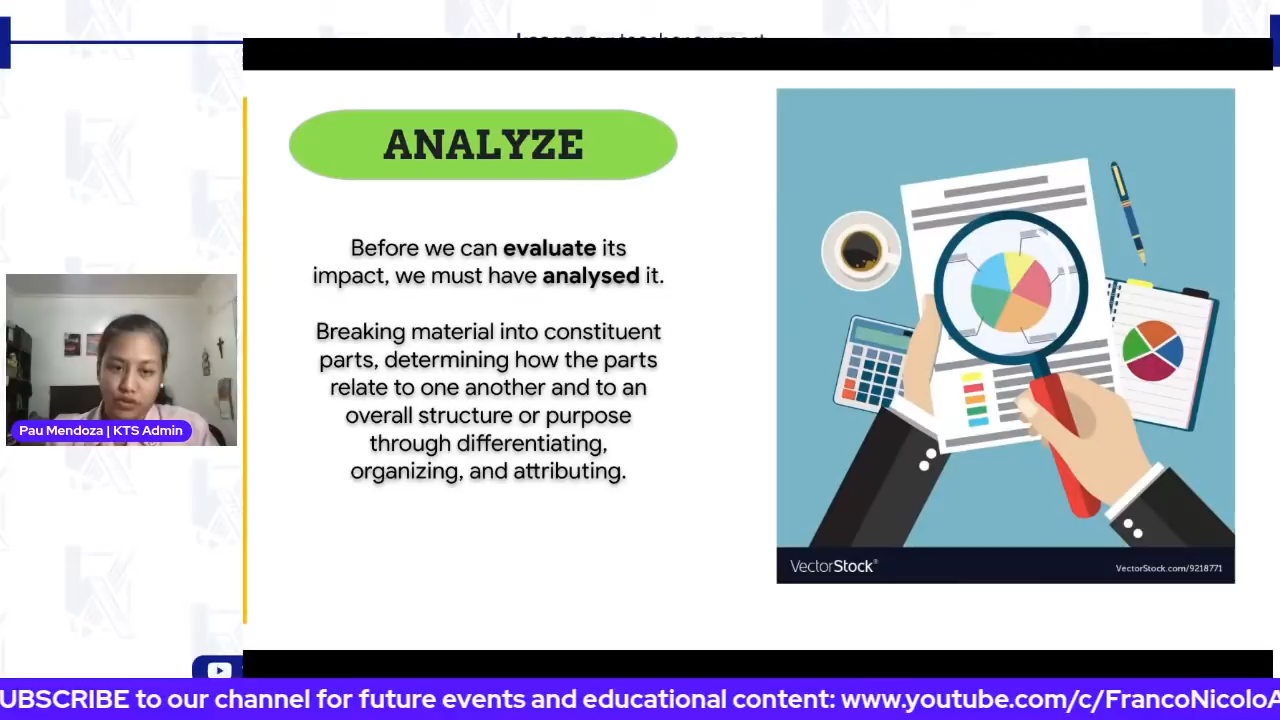 ANALYZE
Before we can evaluate its
impact, we must have analysed it.
Breaking material into constituent
parts, determining how the parts
relate to one another and to an
overall structure or purpose
through differentiating,
organizing, and attributing.
Pau Mendoza | KTS Admin
VectorStock®
VectorStock.com/9218771
UBSCRIBE to our channel for future events and educational content: www.youtube.com/c/FrancoNicoloA